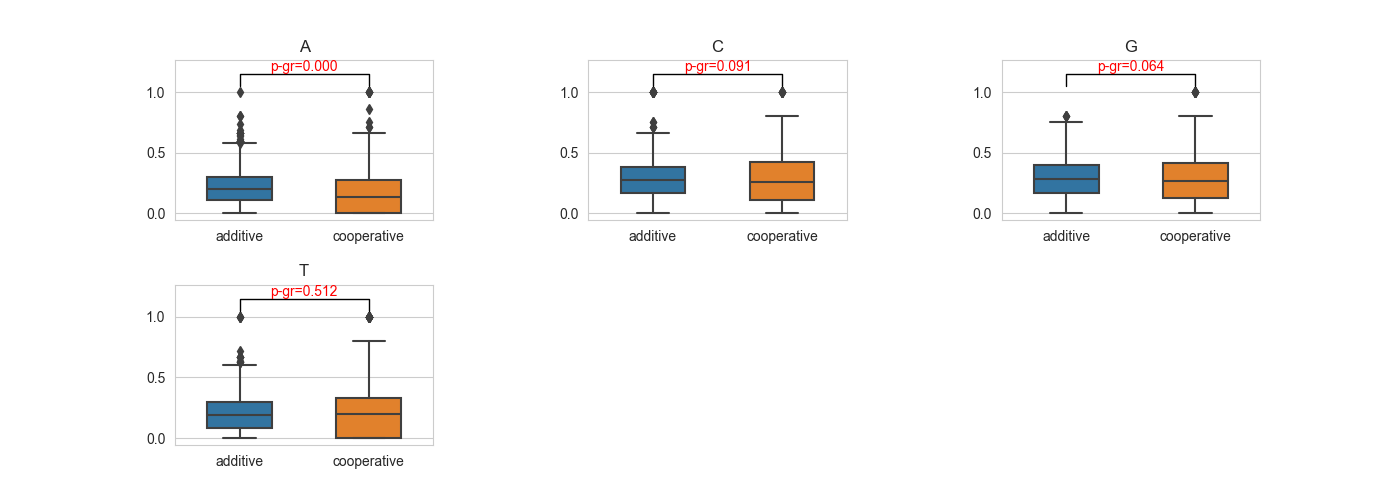 A
p-gr=0.000
1.0
0.5
0.0
additive cooperative
C
p-gr=0.091
1.0
0.5
0.0
additive cooperative
G
p-gr=0.064
1.0
0.5
0.0
additive cooperative
T
p-gr=0.512
1.0
0.5
0.0
additive cooperative